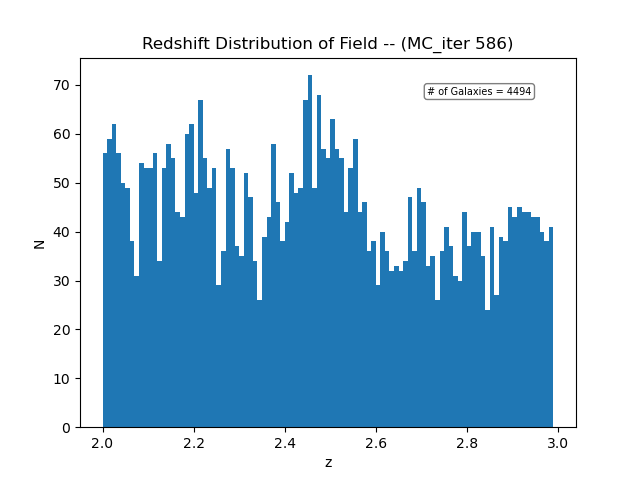 Redshift Distribution of Field -- (MC_iter 586)
# of Galaxies = 4494
70
60
50
40
30
20
10
0
N
2.0 2.2 2.4 2.6 2.8 3.0
z